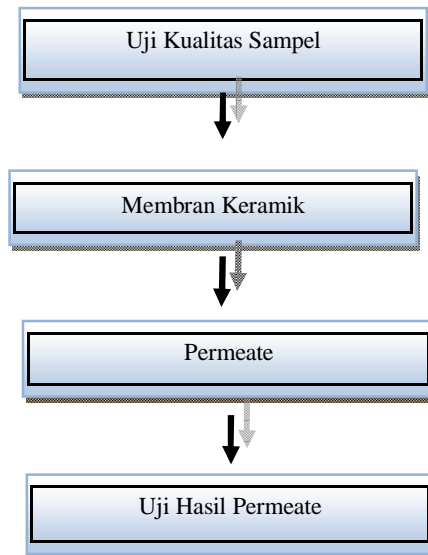 Uji Kualitas Sampel
Membran Keramik
Permeate
Uji Hasil Permeate